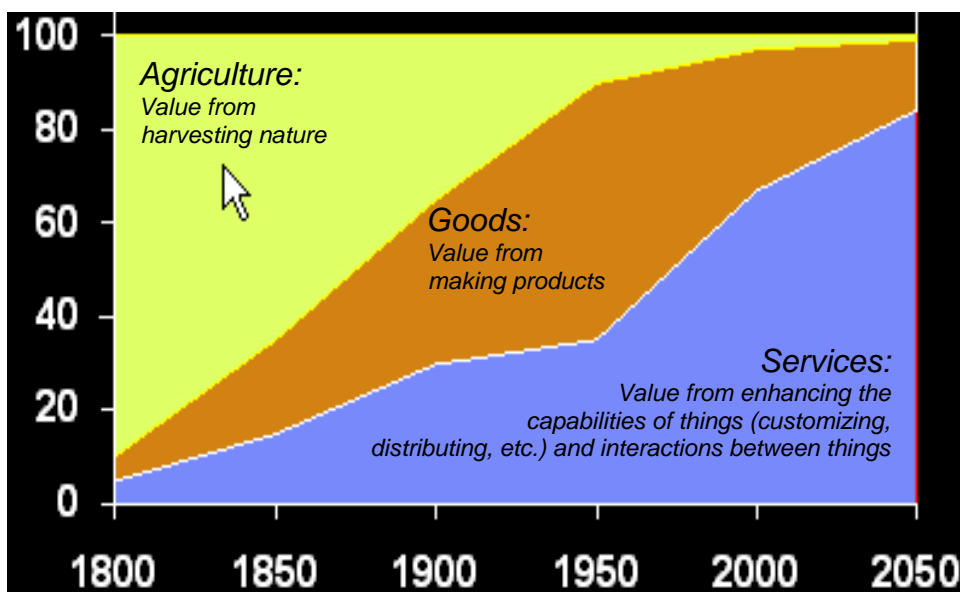 100
Agriculture:
Value from
harvesting nature
80
60
Goods:
Value from
making products
40
Services:
Value from enhancing the
capabilities of things (customizing,
distributing, etc.) and interactions between things
20
0
1800 1850 1900 1950 2000 2050